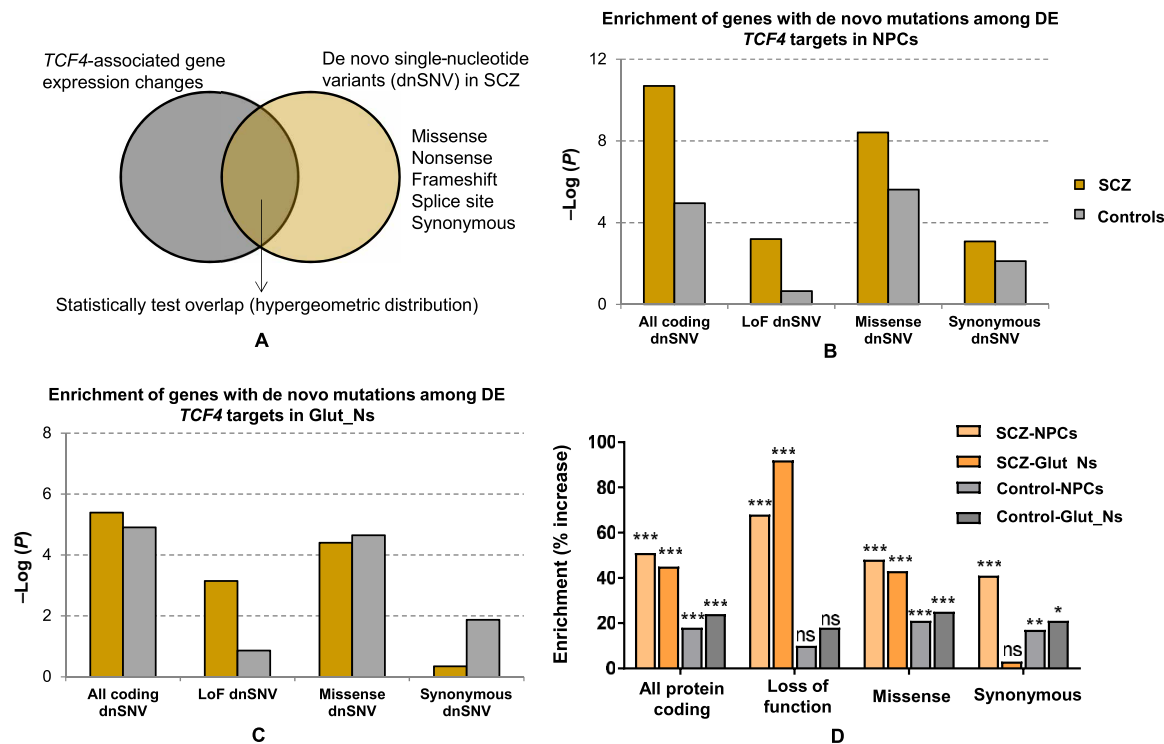 TCF4-associated gene
expression changes
De novo single-nucleotide
variants (dnSNV) in SCZ
Missense
Nonsense
Frameshift
Splice site
Synonymous
Statistically test overlap (hypergeometric distribution)
A
Enrichment of genes with de novo mutations among DE
TCF4 targets in NPCs
–Log (P)
12
8
4
0
All coding
dnSNV
LoF dnSNV
Missense
dnSNV
Synonymous
dnSNV
SCZ
Controls
B
Enrichment of genes with de novo mutations among DE
TCF4 targets in Glut_Ns
–Log (P)
8
6
4
2
0
All coding
dnSNV
LoF dnSNV
Missense
dnSNV
Synonymous
dnSNV
C
Enrichment (% increase)
100
80
60
40
20
0
*** *** *** ***
*** *** ns ns
*** *** *** ***
*** ns ** *
All protein
coding
Loss of
function
Missense
Synonymous
SCZ-NPCs
SCZ-Glut Ns
Control-NPCs
Control-Glut_Ns
D